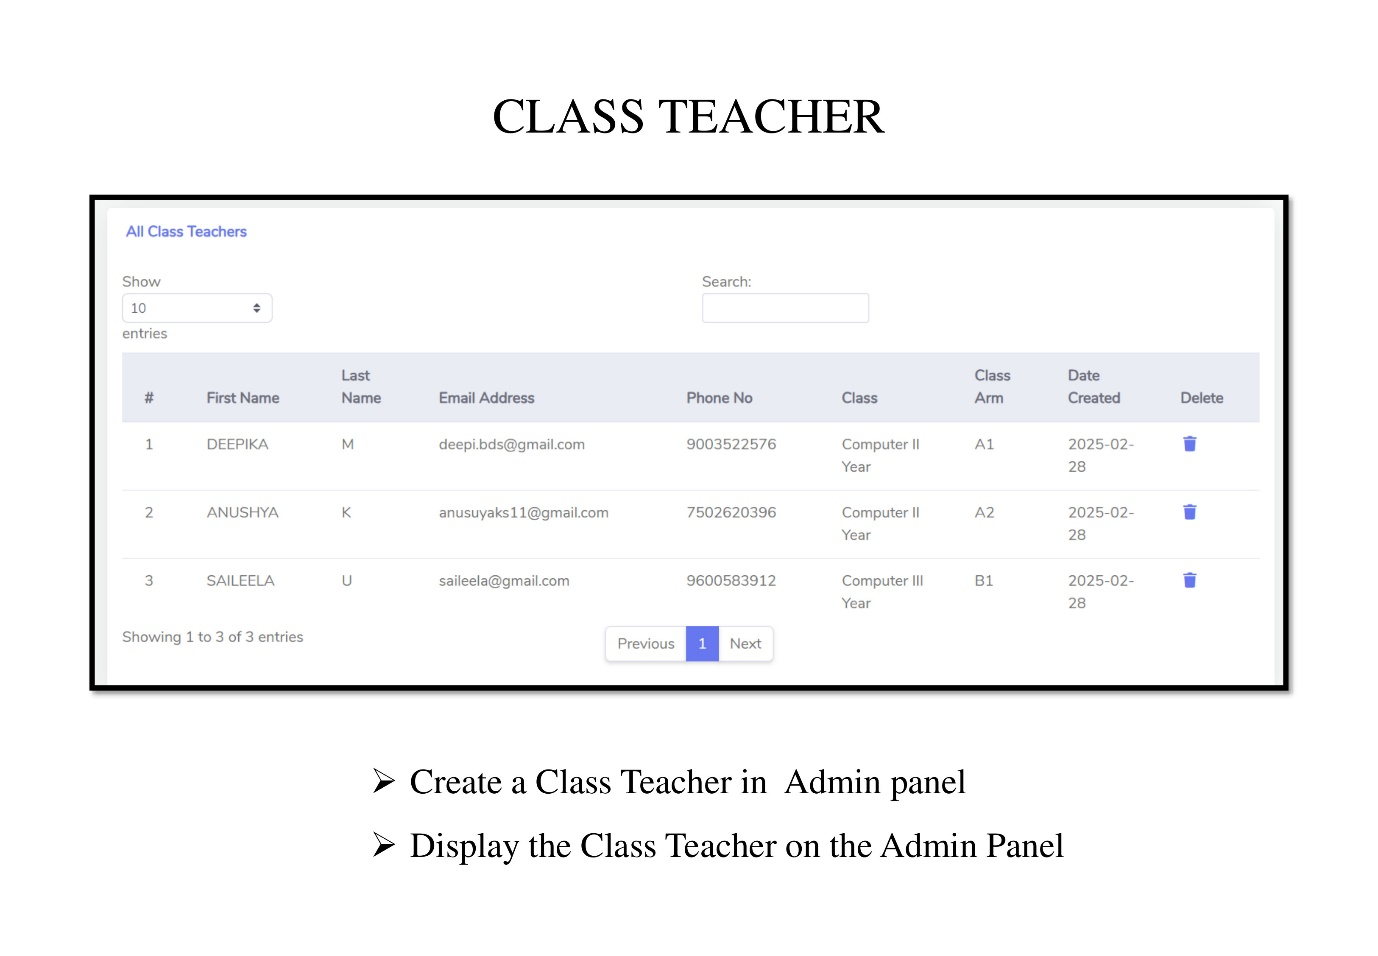 CLASS TEACHER
All Class Teachers
Show
10
entries
Search:
# First Name Last Name Email Address Phone No Class Class Arm Date Created Delete
1 DEEPIKA M deepi.bds@gmail.com 9003522576 Computer II Year A1 2025-02-28
2 ANUSHYA K anusuyaks11@gmail.com 7502620396 Computer II Year A2 2025-02-28
3 SAILEELA U saileela@gmail.com 9600583912 Computer III Year B1 2025-02-28
Showing 1 to 3 of 3 entries
Previous 1 Next
➢ Create a Class Teacher in Admin panel
➢ Display the Class Teacher on the Admin Panel